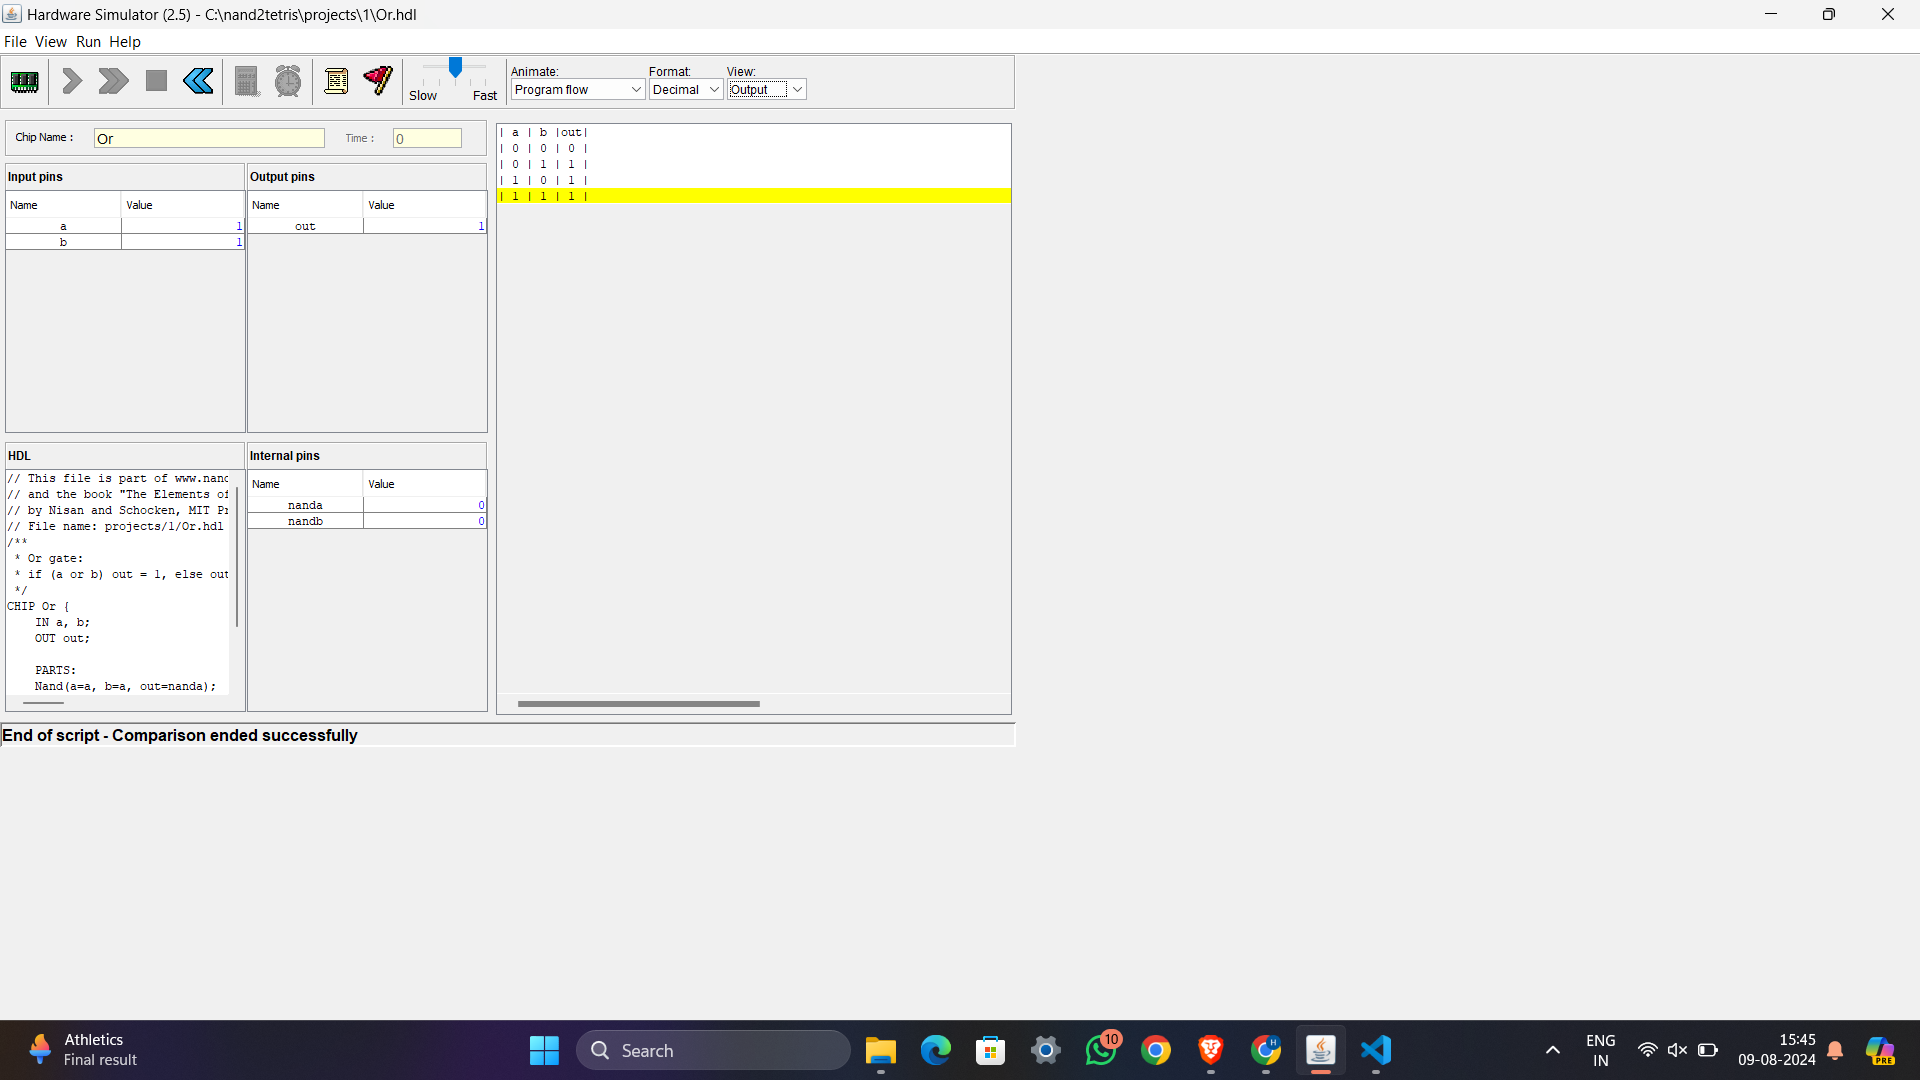 Hardware Simulator (2.5) - C:\nand2tetris\projects\1\Or.hdl
File View Run Help
Slow Fast
Animate: Format: View:
Program flow Decimal Output
Chip Name : Or Time : 0
Input pins
Name Value
a 1
b 1
Output pins
Name Value
out 1
HDL
// This file is part of www.nand
// and the book "The Elements of
// by Nisan and Schocken, MIT Pr
// File name: projects/1/Or.hdl
/**
* Or gate:
* if (a or b) out = 1, else out
*/
CHIP Or {
IN a, b;
OUT out;
PARTS:
Nand(a=a, b=a, out=nanda);
Internal pins
Name Value
nanda 0
nandb 0
| a | b |out|
| 0 | 0 | 0 |
| 0 | 1 | 1 |
| 1 | 0 | 1 |
| 1 | 1 | 1 |
End of script - Comparison ended successfully
Athletics
Final result
Search
10
H
ENG
IN
15:45
09-08-2024
PRE